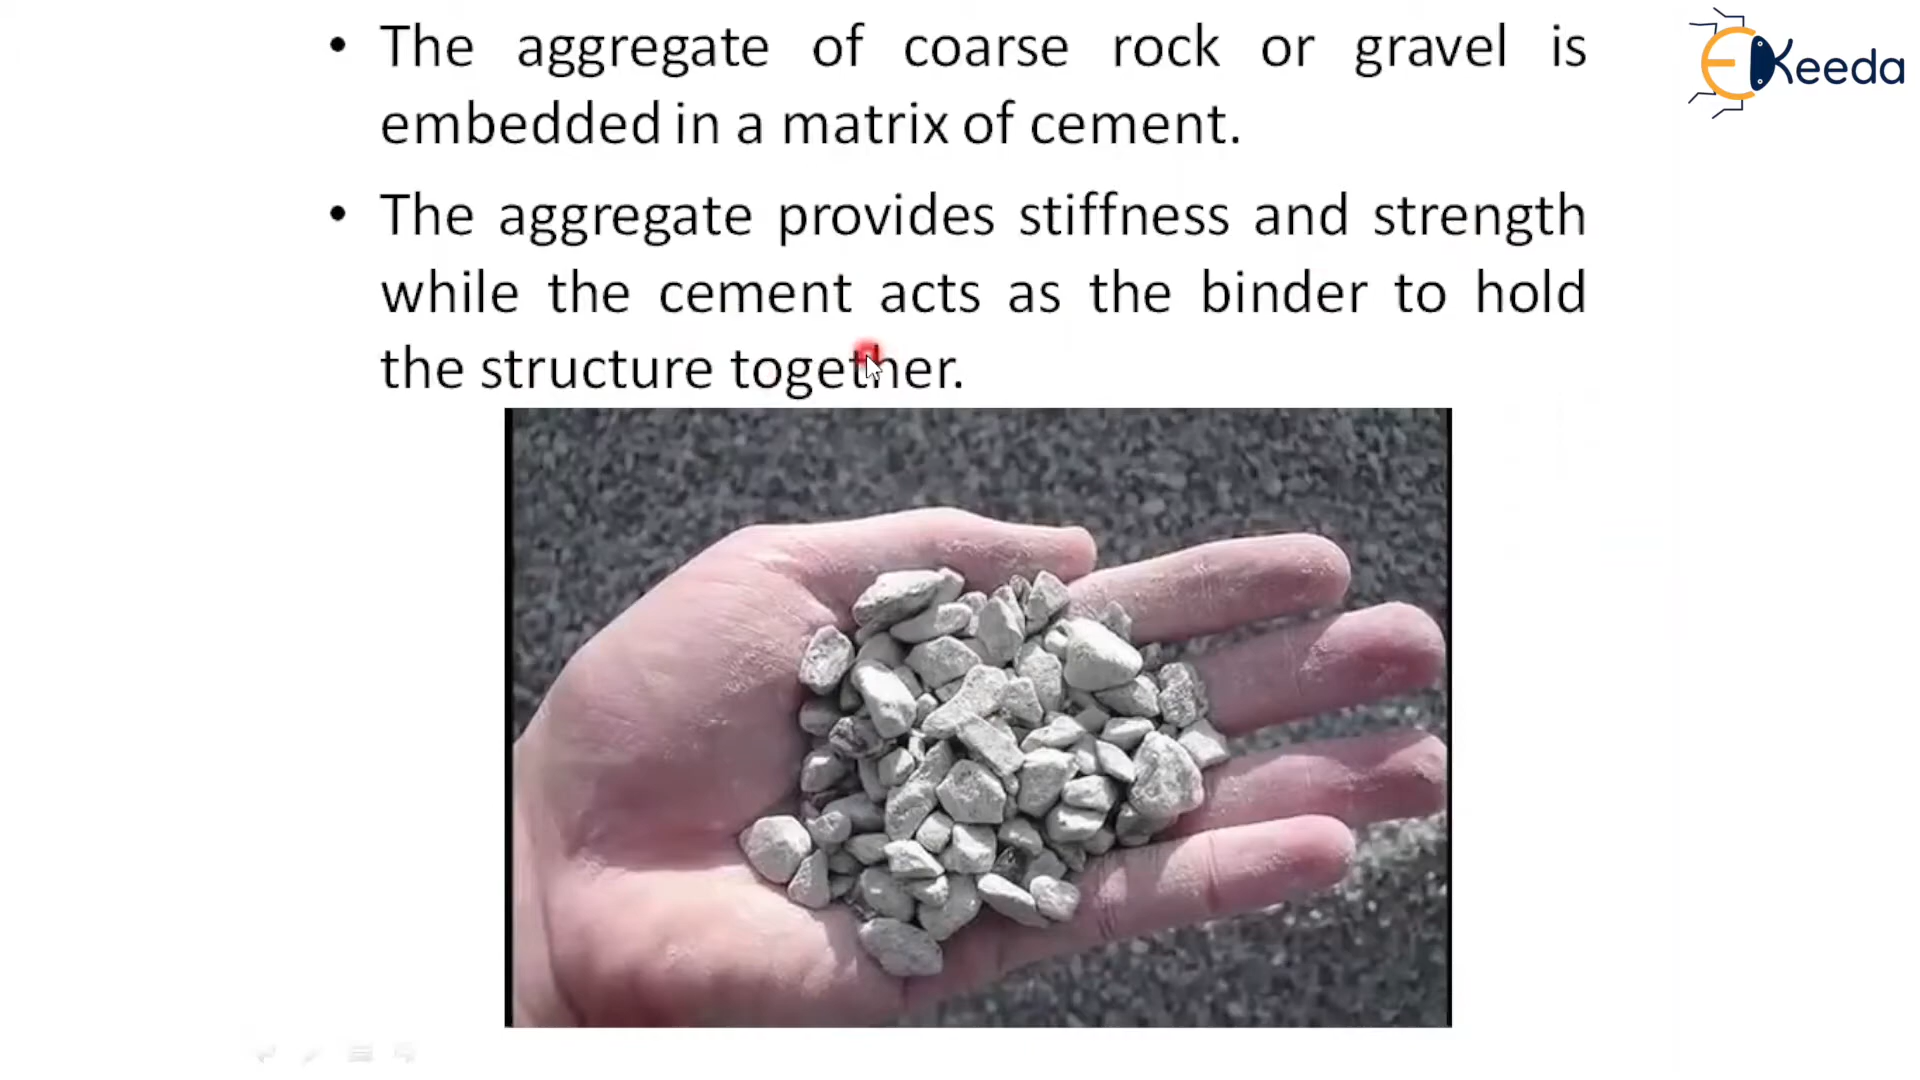 • The aggregate of coarse rock or gravel is
embedded in a matrix of cement.
• The aggregate provides stiffness and strength
while the cement acts as the binder to hold
the structure together.
EKeeda